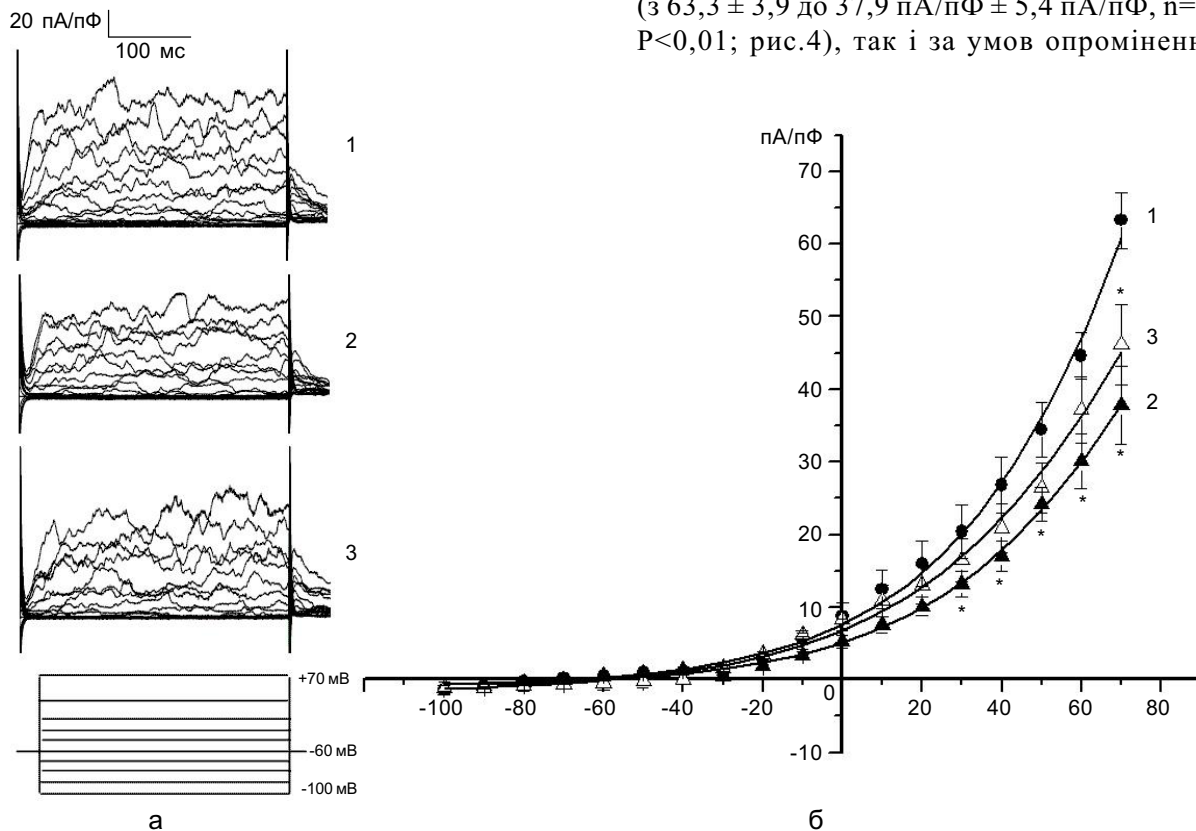 (з 63,3 ± 3,9 до 37,9 пА/пФ ± 5,4 пА/пФ, n=
P<0,01; рис.4), так і за умов опромінень
20 пА/пФ
100 мс
1
2
3
+70 мВ
-60 мВ
-100 мВ
а
пА/пФ
70
60
50
40
30
20
10
0
-10
-100 -80 -60 -40 -20 20 40 60 80
1
*
3
2
* * * * *
б